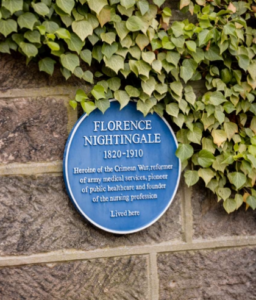 FLORENCE
NIGHTINGALE
1820-1910
Heroine of the Crimean War, reformer
of army medical services, pioneer
of public healthcare and founder
of the nursing profession
Lived here